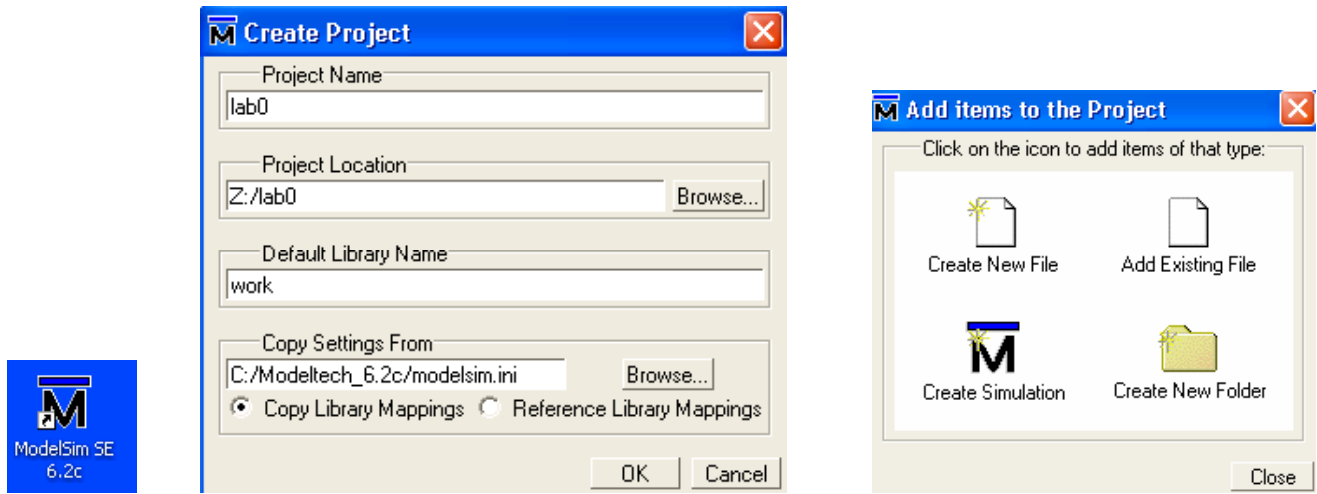 ModelSim SE
6.2c
Create Project
Project Name
lab0
Project Location
Z:/lab0
Browse...
Default Library Name
work
Copy Settings From
C:/Modeltech_6.2c/modelsim.ini
Browse...
Copy Library Mappings
Reference Library Mappings
OK
Cancel
Add items to the Project
Click on the icon to add items of that type:
Create New File
Add Existing File
Create Simulation
Create New Folder
Close